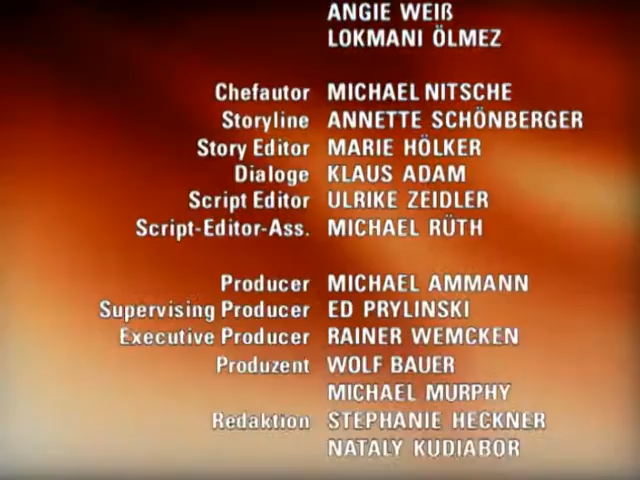 ANGIE WEIß
LOKMANI ÖLMEZ
Chefautor MICHAEL NITSCHE
Storyline ANNETTE SCHÖNBERGER
Story Editor MARIE HÖLKER
Dialoge KLAUS ADAM
Script Editor ULRIKE ZEIDLER
Script-Editor-Ass. MICHAEL RÜTH
Producer MICHAEL AMMANN
Supervising Producer ED PRYLINSKI
Executive Producer RAINER WEMCKEN
Produzent WOLF BAUER
MICHAEL MURPHY
Redaktion STEPHANIE HECKNER
NATALY KUDIABOR